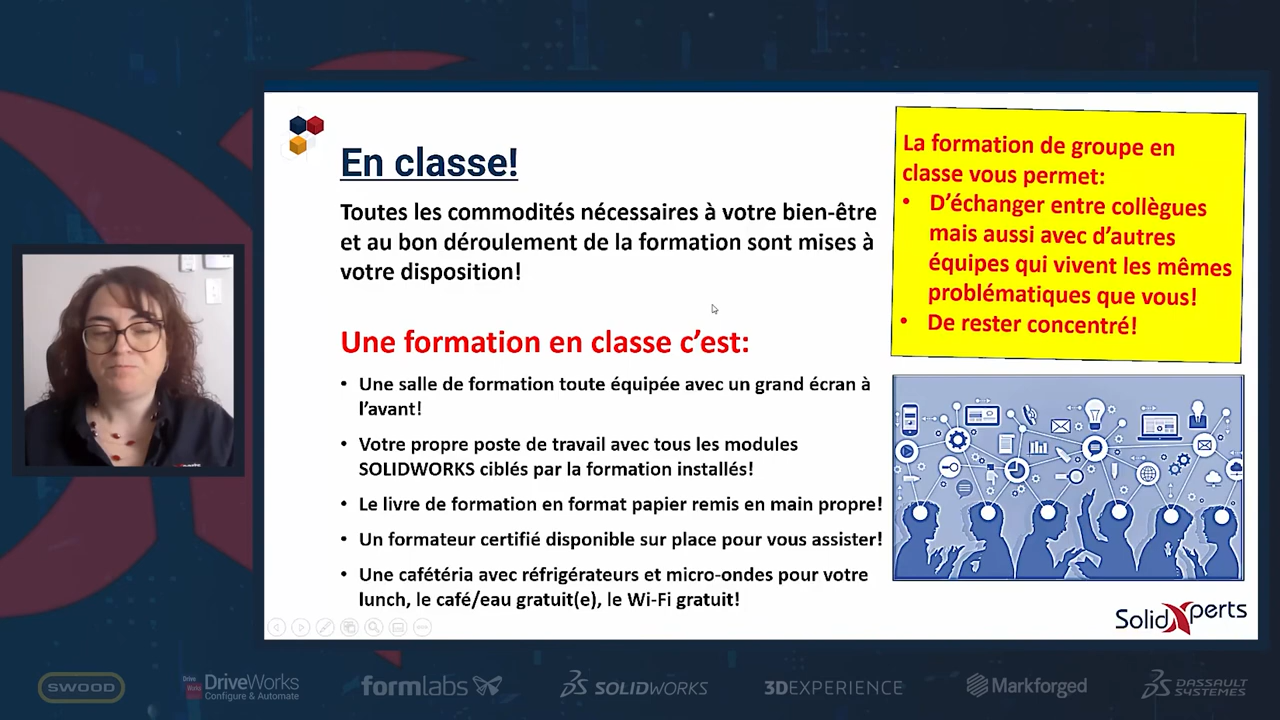 En classe!
Toutes les commodités nécessaires à votre bien-être
et au bon déroulement de la formation sont mises à
votre disposition!
Une formation en classe c'est:
• Une salle de formation toute équipée avec un grand écran à
l'avant!
• Votre propre poste de travail avec tous les modules
SOLIDWORKS ciblés par la formation installés!
• Le livre de formation en format papier remis en main propre!
• Un formateur certifié disponible sur place pour vous assister!
• Une cafétéria avec réfrigérateurs et micro-ondes pour votre
lunch, le café/eau gratuit(e), le Wi-Fi gratuit!
La formation de groupe en
classe vous permet:
• D'échanger entre collègues
mais aussi avec d'autres
équipes qui vivent les mêmes
problématiques que vous!
• De rester concentré!
SolidXperts
SWOOD
Drive
Works
DriveWorks
Configure & Automate
formlabs
SOLIDWORKS
3DEXPERIENCE
Markforged
DASSAULT
SYSTEMES